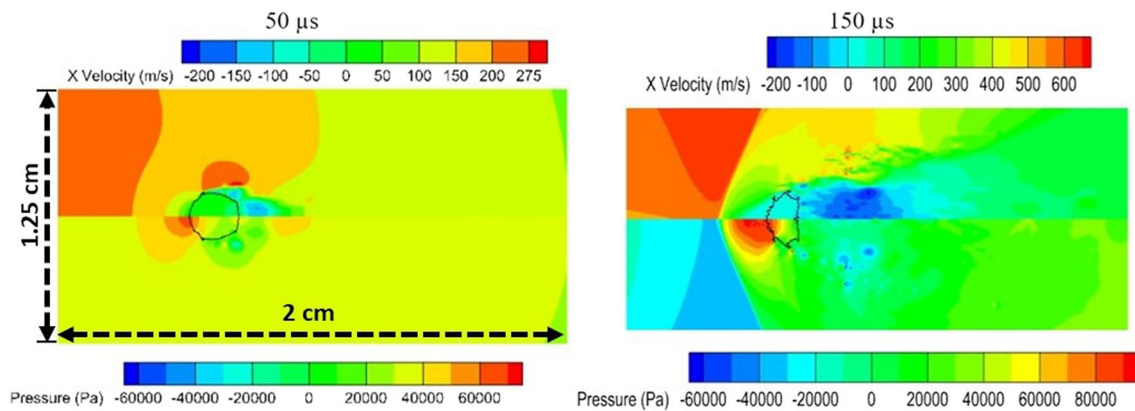 50 µs
X Velocity (m/s) -200 -150 -100 -50 0 50 100 150 200 275
1.25 cm
2 cm
Pressure (Pa) -60000 -40000 -20000 0 20000 40000 60000
150 µs
X Velocity (m/s) -200 -100 0 100 200 300 400 500 600
Pressure (Pa) -60000 -40000 -20000 0 20000 40000 60000 80000